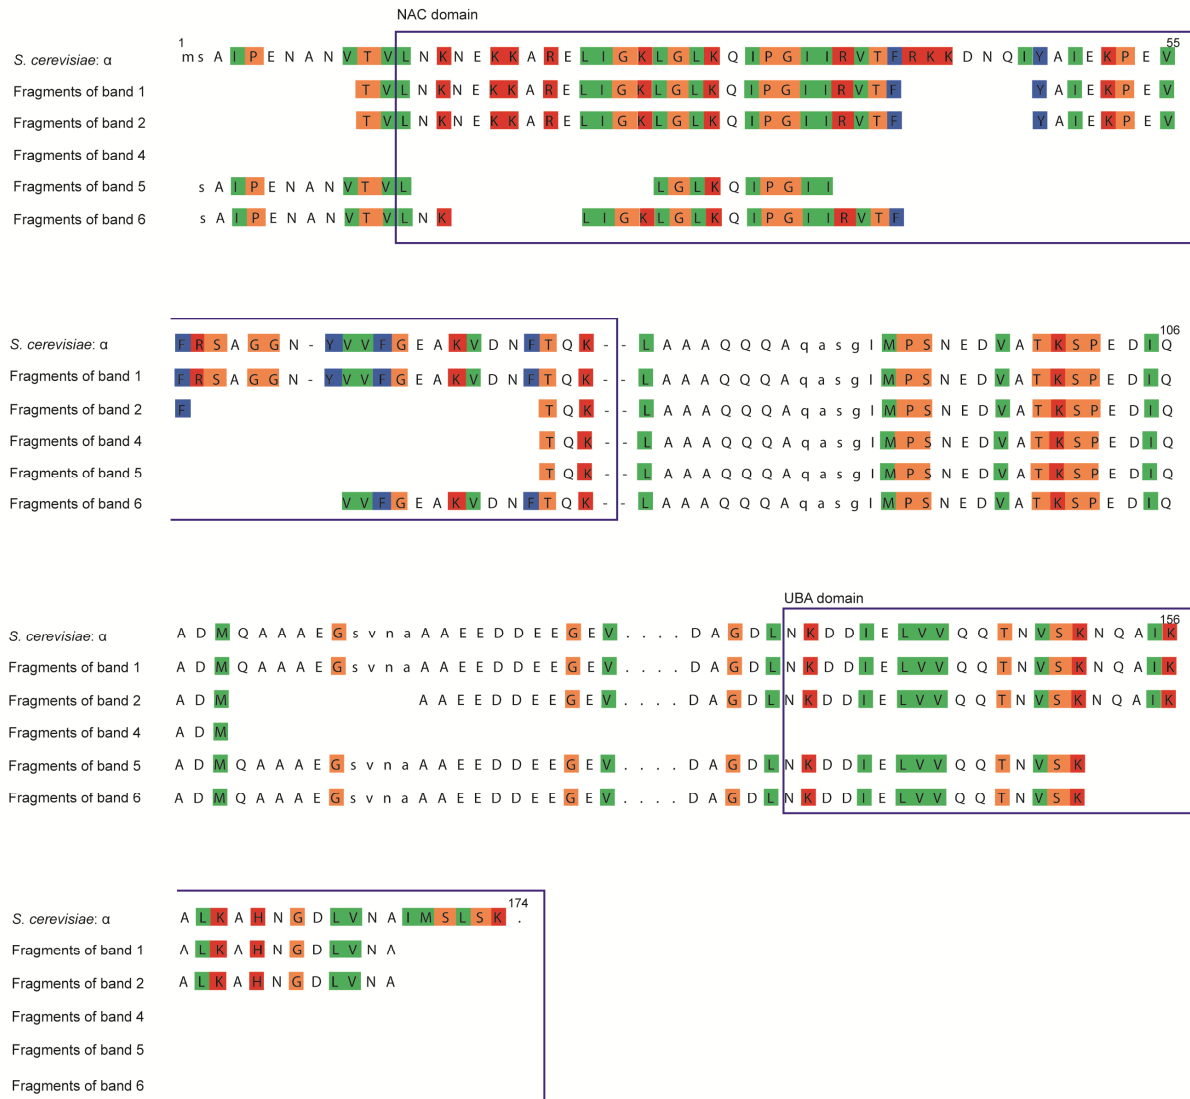 NAC domain
1 55
S. cerevisiae: α m s A I P E N A N V T V L N K N E K K A R E L I G K L G L K Q I P G I I R V T F R K K D N Q I Y A I E K P E V
Fragments of band 1 T V L N K N E K K A R E L I G K L G L K Q I P G I I R V T F Y A I E K P E V
Fragments of band 2 T V L N K N E K K A R E L I G K L G L K Q I P G I I R V T F Y A I E K P E V
Fragments of band 4
Fragments of band 5 s A I P E N A N V T V L L G L K Q I P G I I
Fragments of band 6 s A I P E N A N V T V L N K L I G K L G L K Q I P G I I R V T F
106
S. cerevisiae: α F R S A G G N - Y V V F G E A K V D N F T Q K - - L A A A Q Q Q A q a s g I M P S N E D V A T K S P E D I Q
Fragments of band 1 F R S A G G N - Y V V F G E A K V D N F T Q K - - L A A A Q Q Q A q a s g I M P S N E D V A T K S P E D I Q
Fragments of band 2 F T Q K - - L A A A Q Q Q A q a s g I M P S N E D V A T K S P E D I Q
Fragments of band 4 T Q K - - L A A A Q Q Q A q a s g I M P S N E D V A T K S P E D I Q
Fragments of band 5 T Q K - - L A A A Q Q Q A q a s g I M P S N E D V A T K S P E D I Q
Fragments of band 6 V V F G E A K V D N F T Q K - - L A A A Q Q Q A q a s g I M P S N E D V A T K S P E D I Q
UBA domain
156
S. cerevisiae: α A D M Q A A A E G s v n a A A E E D D E E G E V . . . . D A G D L N K D D I E L V V Q Q T N V S K N Q A I K
Fragments of band 1 A D M Q A A A E G s v n a A A E E D D E E G E V . . . . D A G D L N K D D I E L V V Q Q T N V S K N Q A I K
Fragments of band 2 A D M A A E E D D E E G E V . . . . D A G D L N K D D I E L V V Q Q T N V S K N Q A I K
Fragments of band 4 A D M
Fragments of band 5 A D M Q A A A E G s v n a A A E E D D E E G E V . . . . D A G D L N K D D I E L V V Q Q T N V S K
Fragments of band 6 A D M Q A A A E G s v n a A A E E D D E E G E V . . . . D A G D L N K D D I E L V V Q Q T N V S K
174
S. cerevisiae: α A L K A H N G D L V N A I M S L S K .
Fragments of band 1 A L K A H N G D L V N A
Fragments of band 2 A L K A H N G D L V N A
Fragments of band 4
Fragments of band 5
Fragments of band 6